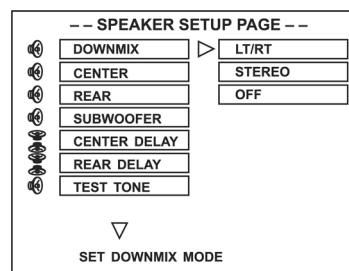 -- SPEAKER SETUP PAGE --
DOWNMIX LT/RT
CENTER STEREO
REAR OFF
SUBWOOFER
CENTER DELAY
REAR DELAY
TEST TONE
SET DOWNMIX MODE